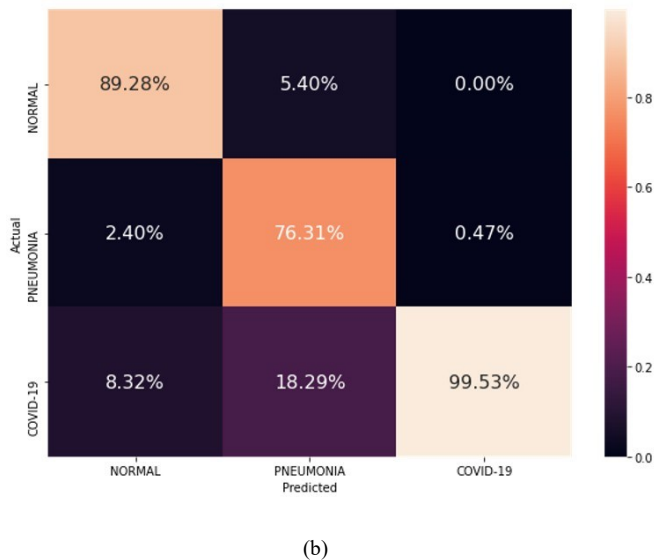 NORMAL 89.28% 5.40% 0.00%
PNEUMONIA 2.40% 76.31% 0.47%
COVID-19 8.32% 18.29% 99.53%
Actual
NORMAL PNEUMONIA COVID-19
Predicted
0.8
0.6
0.4
0.2
0.0
(b)